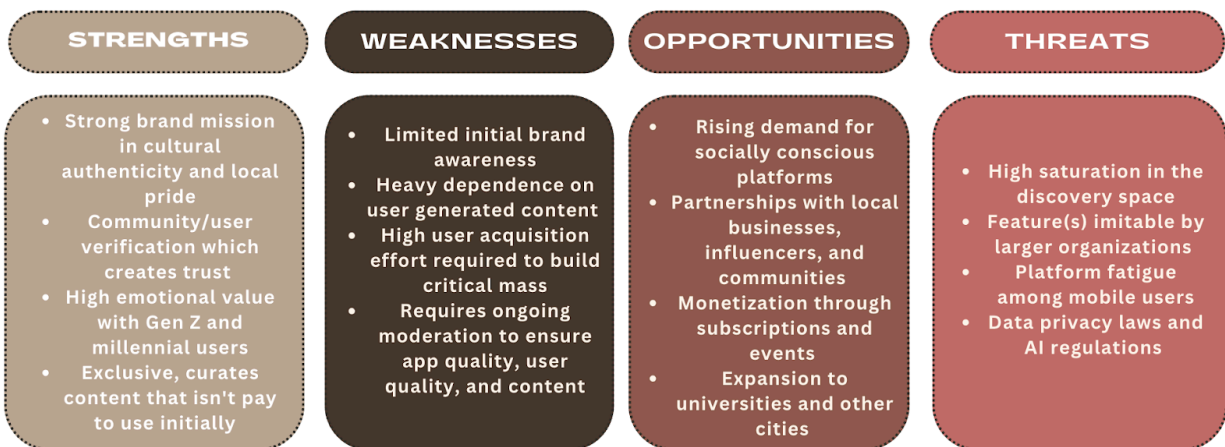 STRENGTHS
• Strong brand mission
in cultural
authenticity and local
pride
• Community/user
verification which
creates trust
• High emotional value
with Gen Z and
millennial users
• Exclusive, curates
content that isn't pay
to use initially
WEAKNESSES
• Limited initial brand
awareness
• Heavy dependence on
user generated content
• High user acquisition
effort required to build
critical mass
• Requires ongoing
moderation to ensure
app quality, user
quality, and content
OPPORTUNITIES
• Rising demand for
socially conscious
platforms
• Partnerships with local
businesses,
influencers, and
communities
• Monetization through
subscriptions and
events
• Expansion to
universities and other
cities
THREATS
• High saturation in the
discovery space
• Feature(s) imitable by
larger organizations
• Platform fatigue
among mobile users
• Data privacy laws and
AI regulations